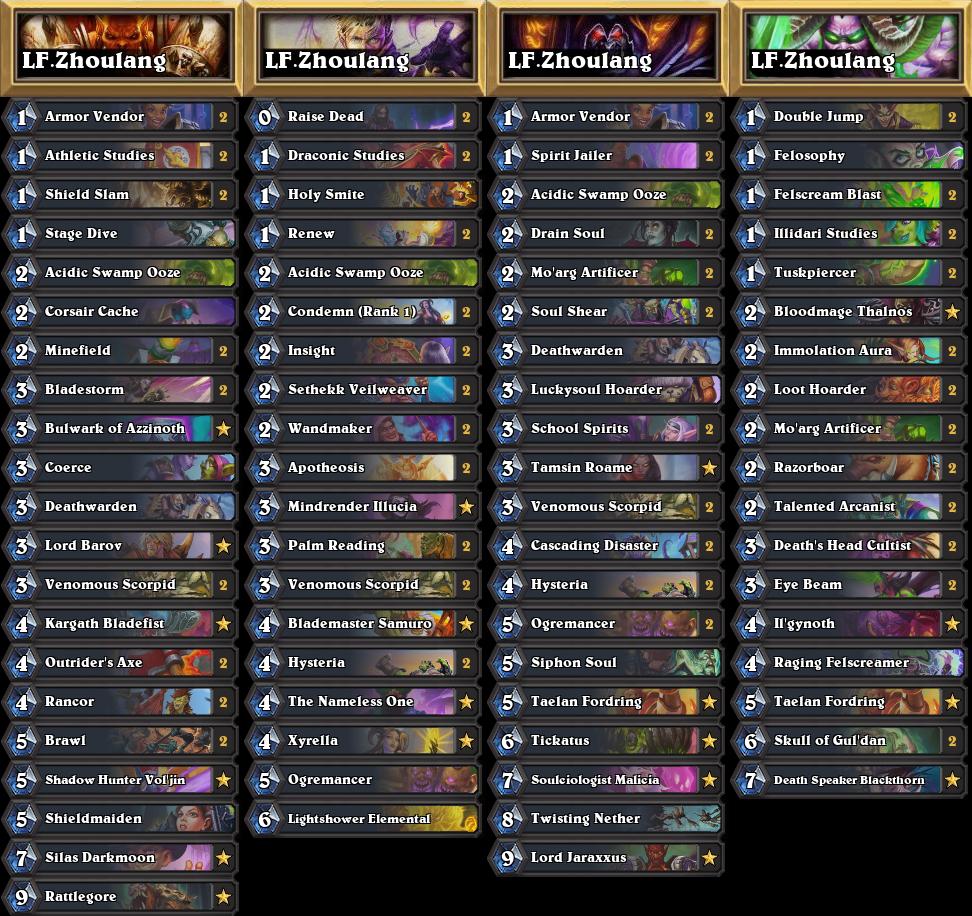 LF.Zhoulang
1 Armor Vendor 2
1 Athletic Studies 2
1 Shield Slam 2
1 Stage Dive
2 Acidic Swamp Ooze
2 Corsair Cache
2 Minefield 2
3 Bladestorm 2
3 Bulwark of Azzinoth
3 Coerce
3 Deathwarden
3 Lord Barov
3 Venomous Scorpid 2
4 Kargath Bladefist
4 Outrider's Axe 2
4 Rancor 2
5 Brawl 2
5 Shadow Hunter Vol'jin
5 Shieldmaiden
7 Silas Darkmoon
9 Rattlegore
LF.Zhoulang
0 Raise Dead 2
1 Draconic Studies 2
1 Holy Smite 2
1 Renew 2
2 Acidic Swamp Ooze
2 Condemn (Rank 1) 2
2 Insight 2
2 Sethekk Veilweaver 2
2 Wandmaker 2
3 Apotheosis 2
3 Mindrender Illucia
3 Palm Reading 2
3 Venomous Scorpid 2
4 Blademaster Samuro
4 Hysteria 2
4 The Nameless One
4 Xyrella
5 Ogremancer
6 Lightshower Elemental
LF.Zhoulang
1 Armor Vendor 2
1 Spirit Jailer 2
2 Acidic Swamp Ooze
2 Drain Soul 2
2 Mo'arg Artificer 2
2 Soul Shear 2
3 Deathwarden
3 Luckysoul Hoarder
3 School Spirits 2
3 Tamsin Roame
3 Venomous Scorpid 2
4 Cascading Disaster 2
4 Hysteria 2
5 Ogremancer 2
5 Siphon Soul
5 Taelan Fordring
6 Tickatus
7 Soulciologist Malicia
8 Twisting Nether
9 Lord Jaraxxus
LF.Zhoulang
1 Double Jump 2
1 Felosophy
1 Felscream Blast 2
1 Illidari Studies 2
1 Tuskpiercer 2
2 Bloodmage Thalnos
2 Immolation Aura 2
2 Loot Hoarder 2
2 Mo'arg Artificer 2
2 Razorboar 2
2 Talented Arcanist 2
3 Death's Head Cultist 2
3 Eye Beam 2
4 Il'gynoth
4 Raging Felscreamer
5 Taelan Fordring
6 Skull of Gul'dan 2
7 Death Speaker Blackthorn